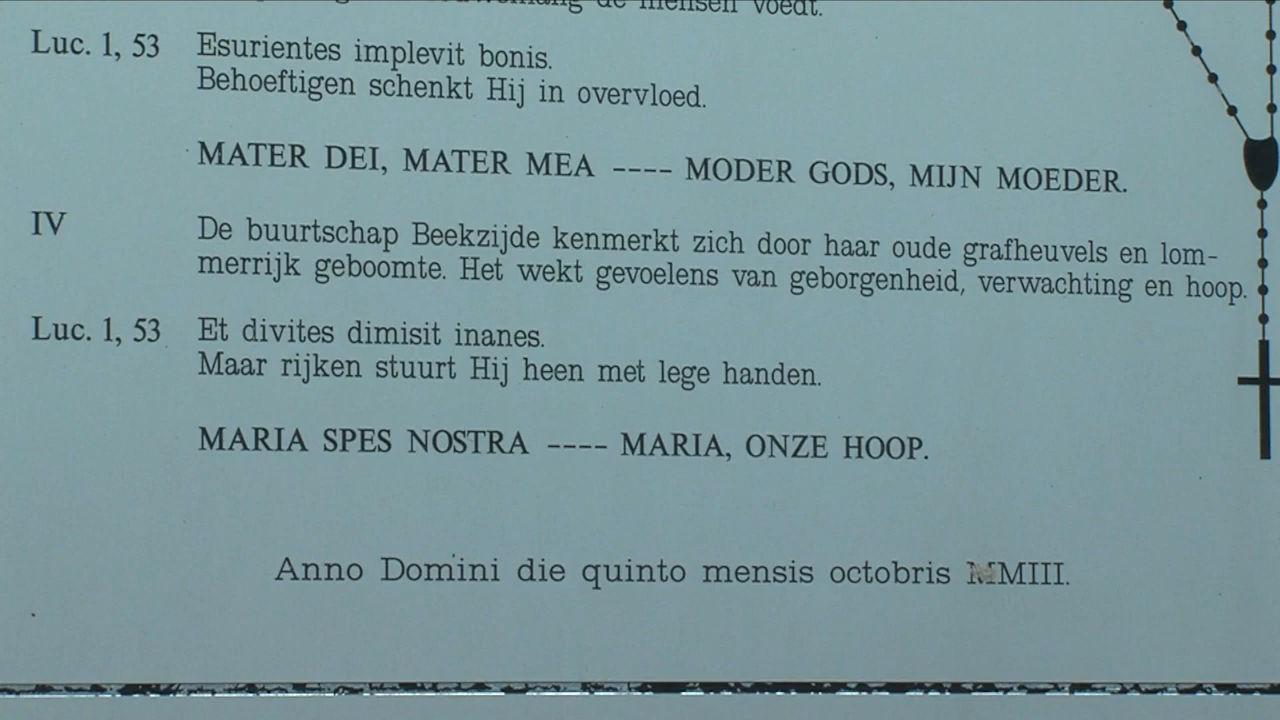 de mensen voedt.
Luc. 1, 53 Esurientes implevit bonis.
Behoeftigen schenkt Hij in overvloed.
MATER DEI, MATER MEA ---- MODER GODS, MIJN MOEDER.
IV De buurtschap Beekzijde kenmerkt zich door haar oude grafheuvels en lom-
merrijk geboomte. Het wekt gevoelens van geborgenheid, verwachting en hoop.
Luc. 1, 53 Et divites dimisit inanes.
Maar rijken stuurt Hij heen met lege handen.
MARIA SPES NOSTRA ---- MARIA, ONZE HOOP.
Anno Domini die quinto mensis octobris MMIII.